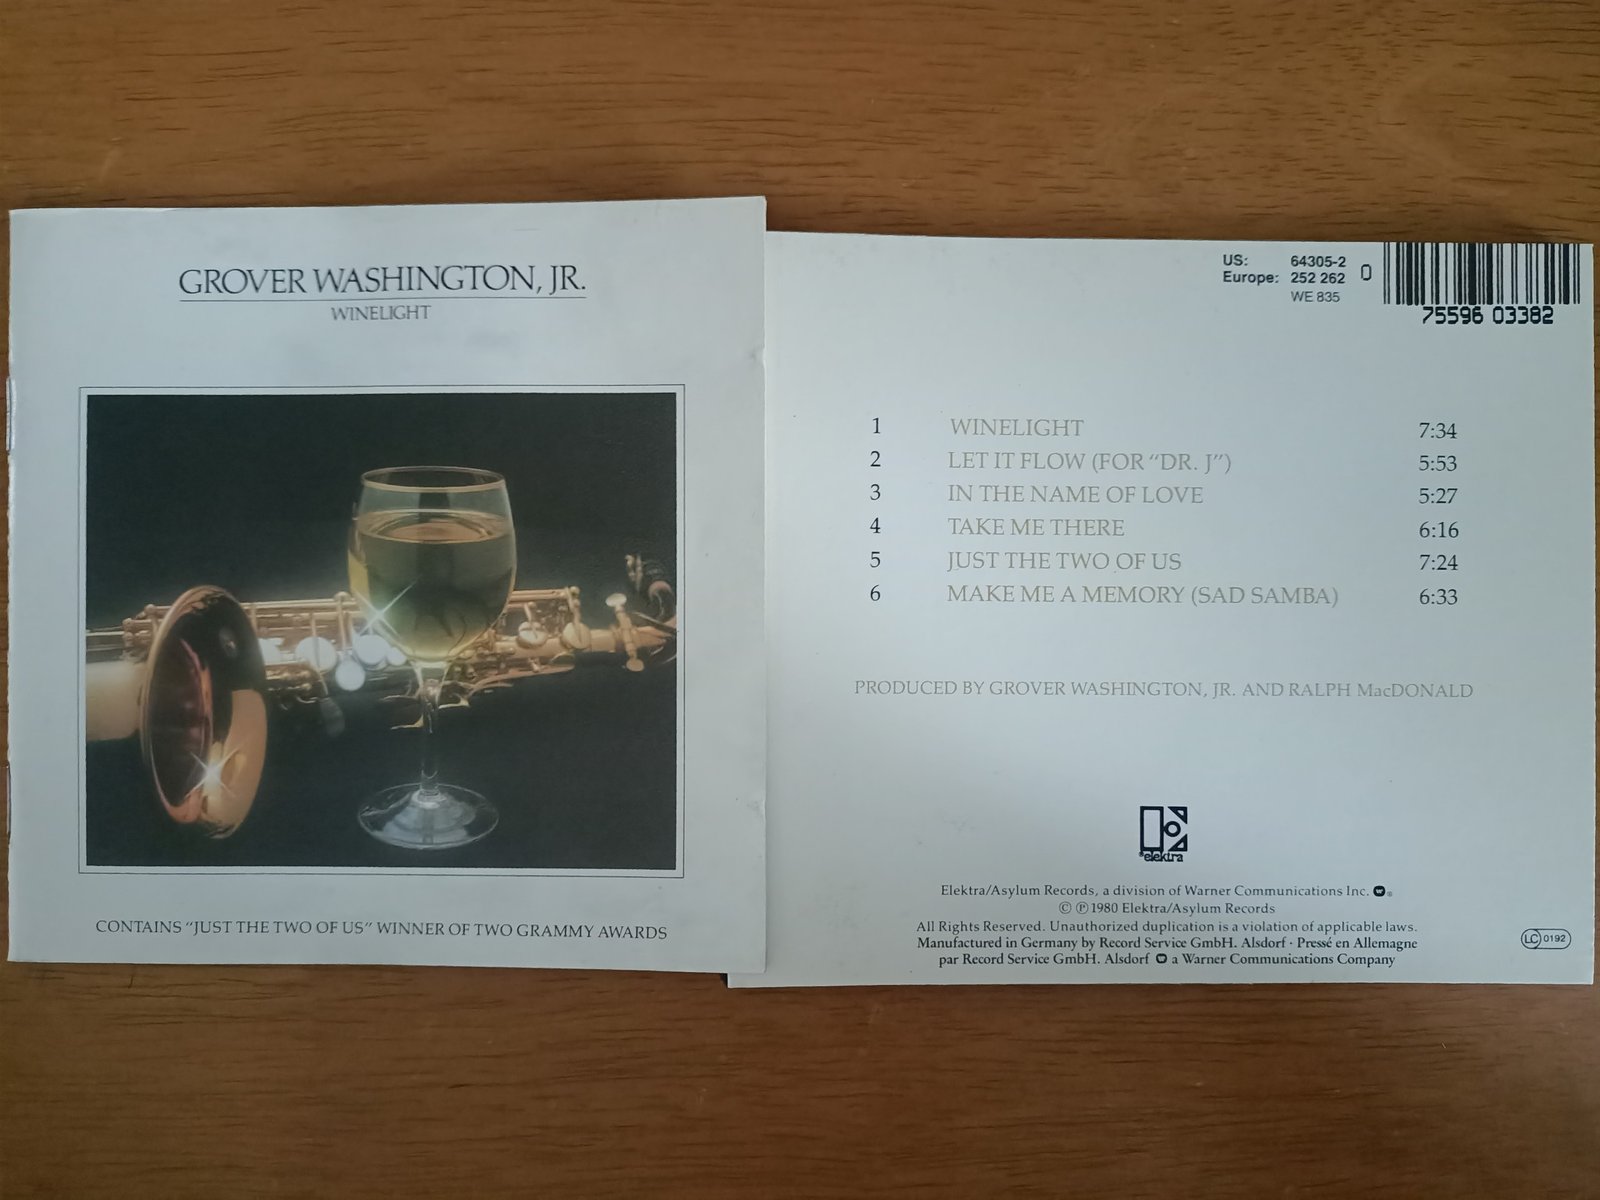 GROVER WASHINGTON, JR.
WINELIGHT
CONTAINS "JUST THE TWO OF US" WINNER OF TWO GRAMMY AWARDS
US: 64305-2
Europe: 252 262
WE 835
0
75596 03382
1 WINELIGHT 7:34
2 LET IT FLOW (FOR "DR. J") 5:53
3 IN THE NAME OF LOVE 5:27
4 TAKE ME THERE 6:16
5 JUST THE TWO OF US 7:24
6 MAKE ME A MEMORY (SAD SAMBA) 6:33
PRODUCED BY GROVER WASHINGTON, JR. AND RALPH MacDONALD
elektra
Elektra/Asylum Records, a division of Warner Communications Inc.
© ℗ 1980 Elektra/Asylum Records
All Rights Reserved. Unauthorized duplication is a violation of applicable laws.
Manufactured in Germany by Record Service GmbH. Alsdorf · Pressé en Allemagne
par Record Service GmbH. Alsdorf a Warner Communications Company
LC 0192